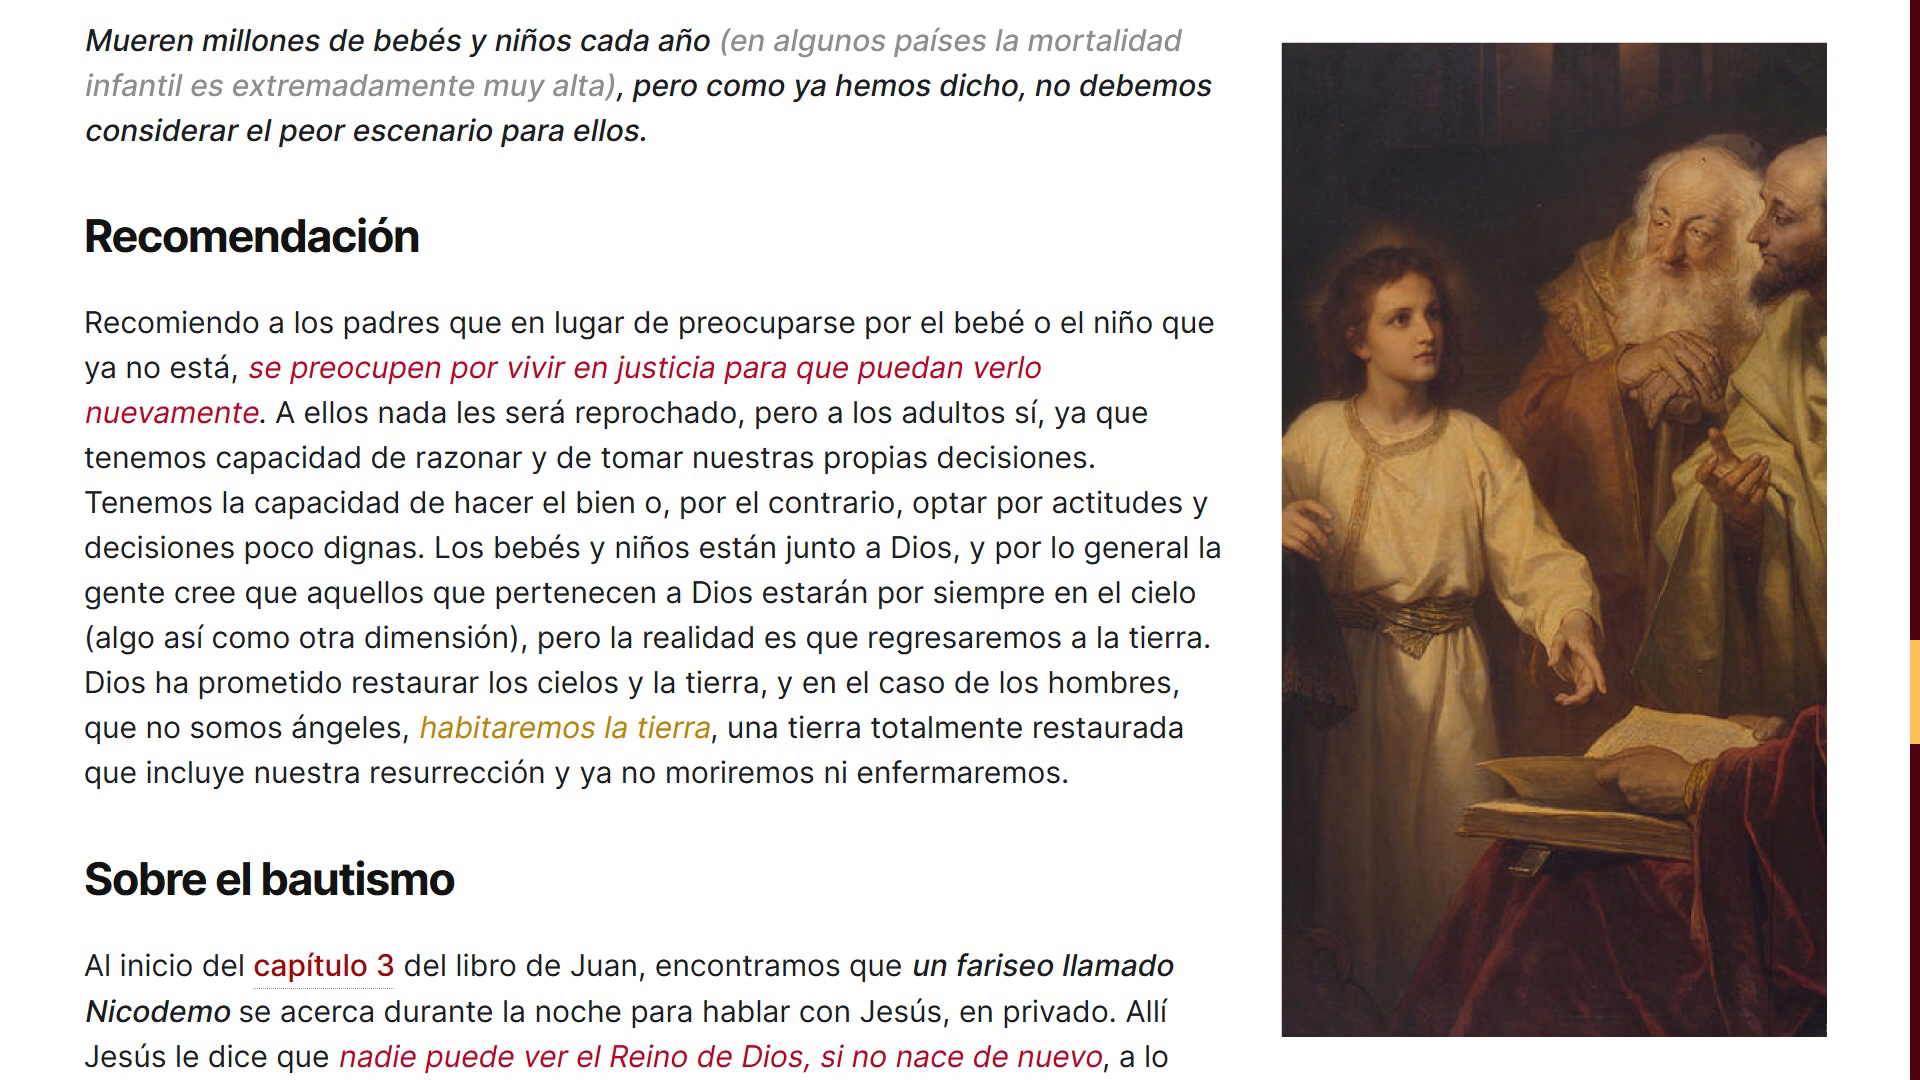 Mueren millones de bebés y niños cada año (en algunos países la mortalidad
infantil es extremadamente muy alta), pero como ya hemos dicho, no debemos
considerar el peor escenario para ellos.
Recomendación
Recomiendo a los padres que en lugar de preocuparse por el bebé o el niño que
ya no está, se preocupen por vivir en justicia para que puedan verlo
nuevamente. A ellos nada les será reprochado, pero a los adultos sí, ya que
tenemos capacidad de razonar y de tomar nuestras propias decisiones.
Tenemos la capacidad de hacer el bien o, por el contrario, optar por actitudes y
decisiones poco dignas. Los bebés y niños están junto a Dios, y por lo general la
gente cree que aquellos que pertenecen a Dios estarán por siempre en el cielo
(algo así como otra dimensión), pero la realidad es que regresaremos a la tierra.
Dios ha prometido restaurar los cielos y la tierra, y en el caso de los hombres,
que no somos ángeles, habitaremos la tierra, una tierra totalmente restaurada
que incluye nuestra resurrección y ya no moriremos ni enfermaremos.
Sobre el bautismo
Al inicio del capítulo 3 del libro de Juan, encontramos que un fariseo llamado
Nicodemo se acerca durante la noche para hablar con Jesús, en privado. Allí
Jesús le dice que nadie puede ver el Reino de Dios, si no nace de nuevo, a lo